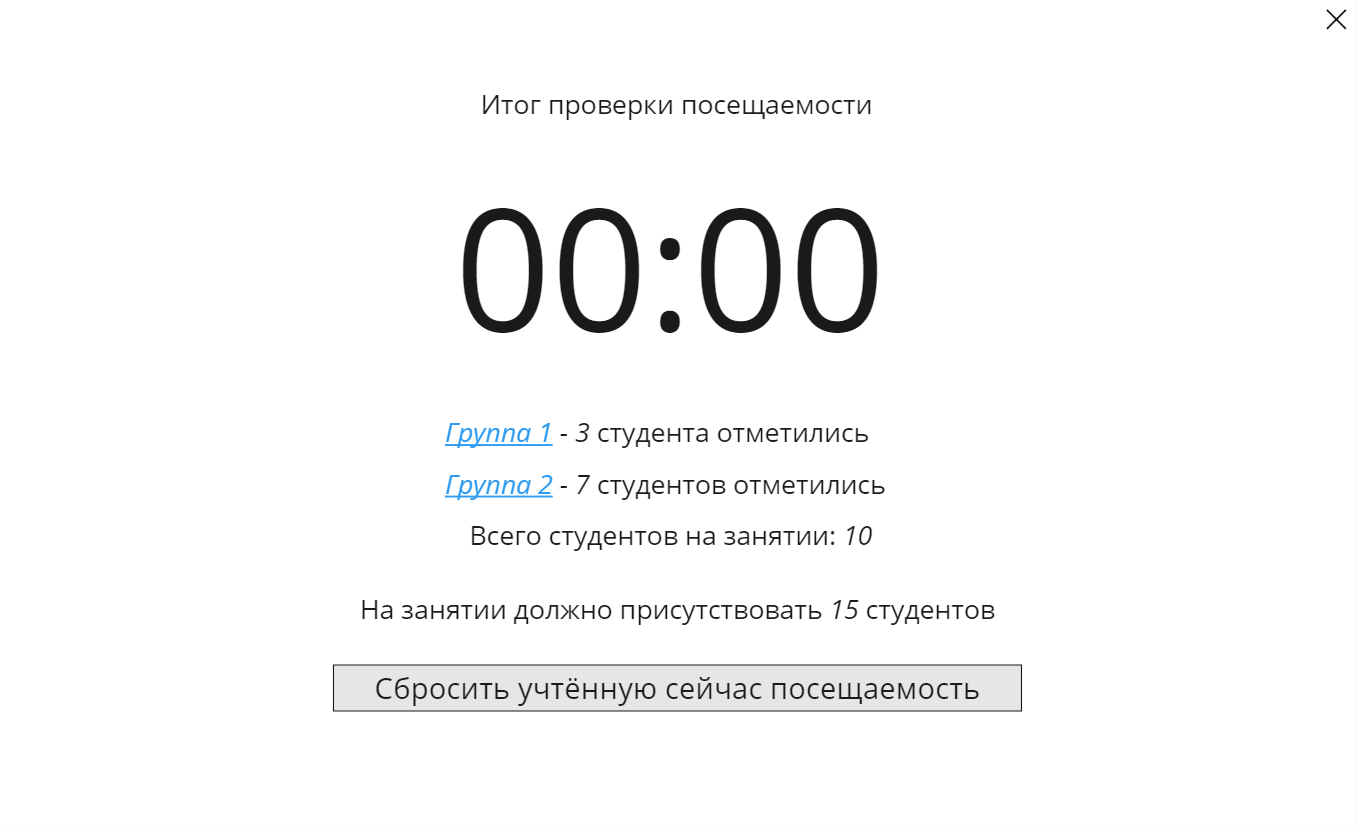 Итог проверки посещаемости
00:00
Группа 1 - 3 студента отметились
Группа 2 - 7 студентов отметились
Всего студентов на занятии: 10
На занятии должно присутствовать 15 студентов
Сбросить учтённую сейчас посещаемость